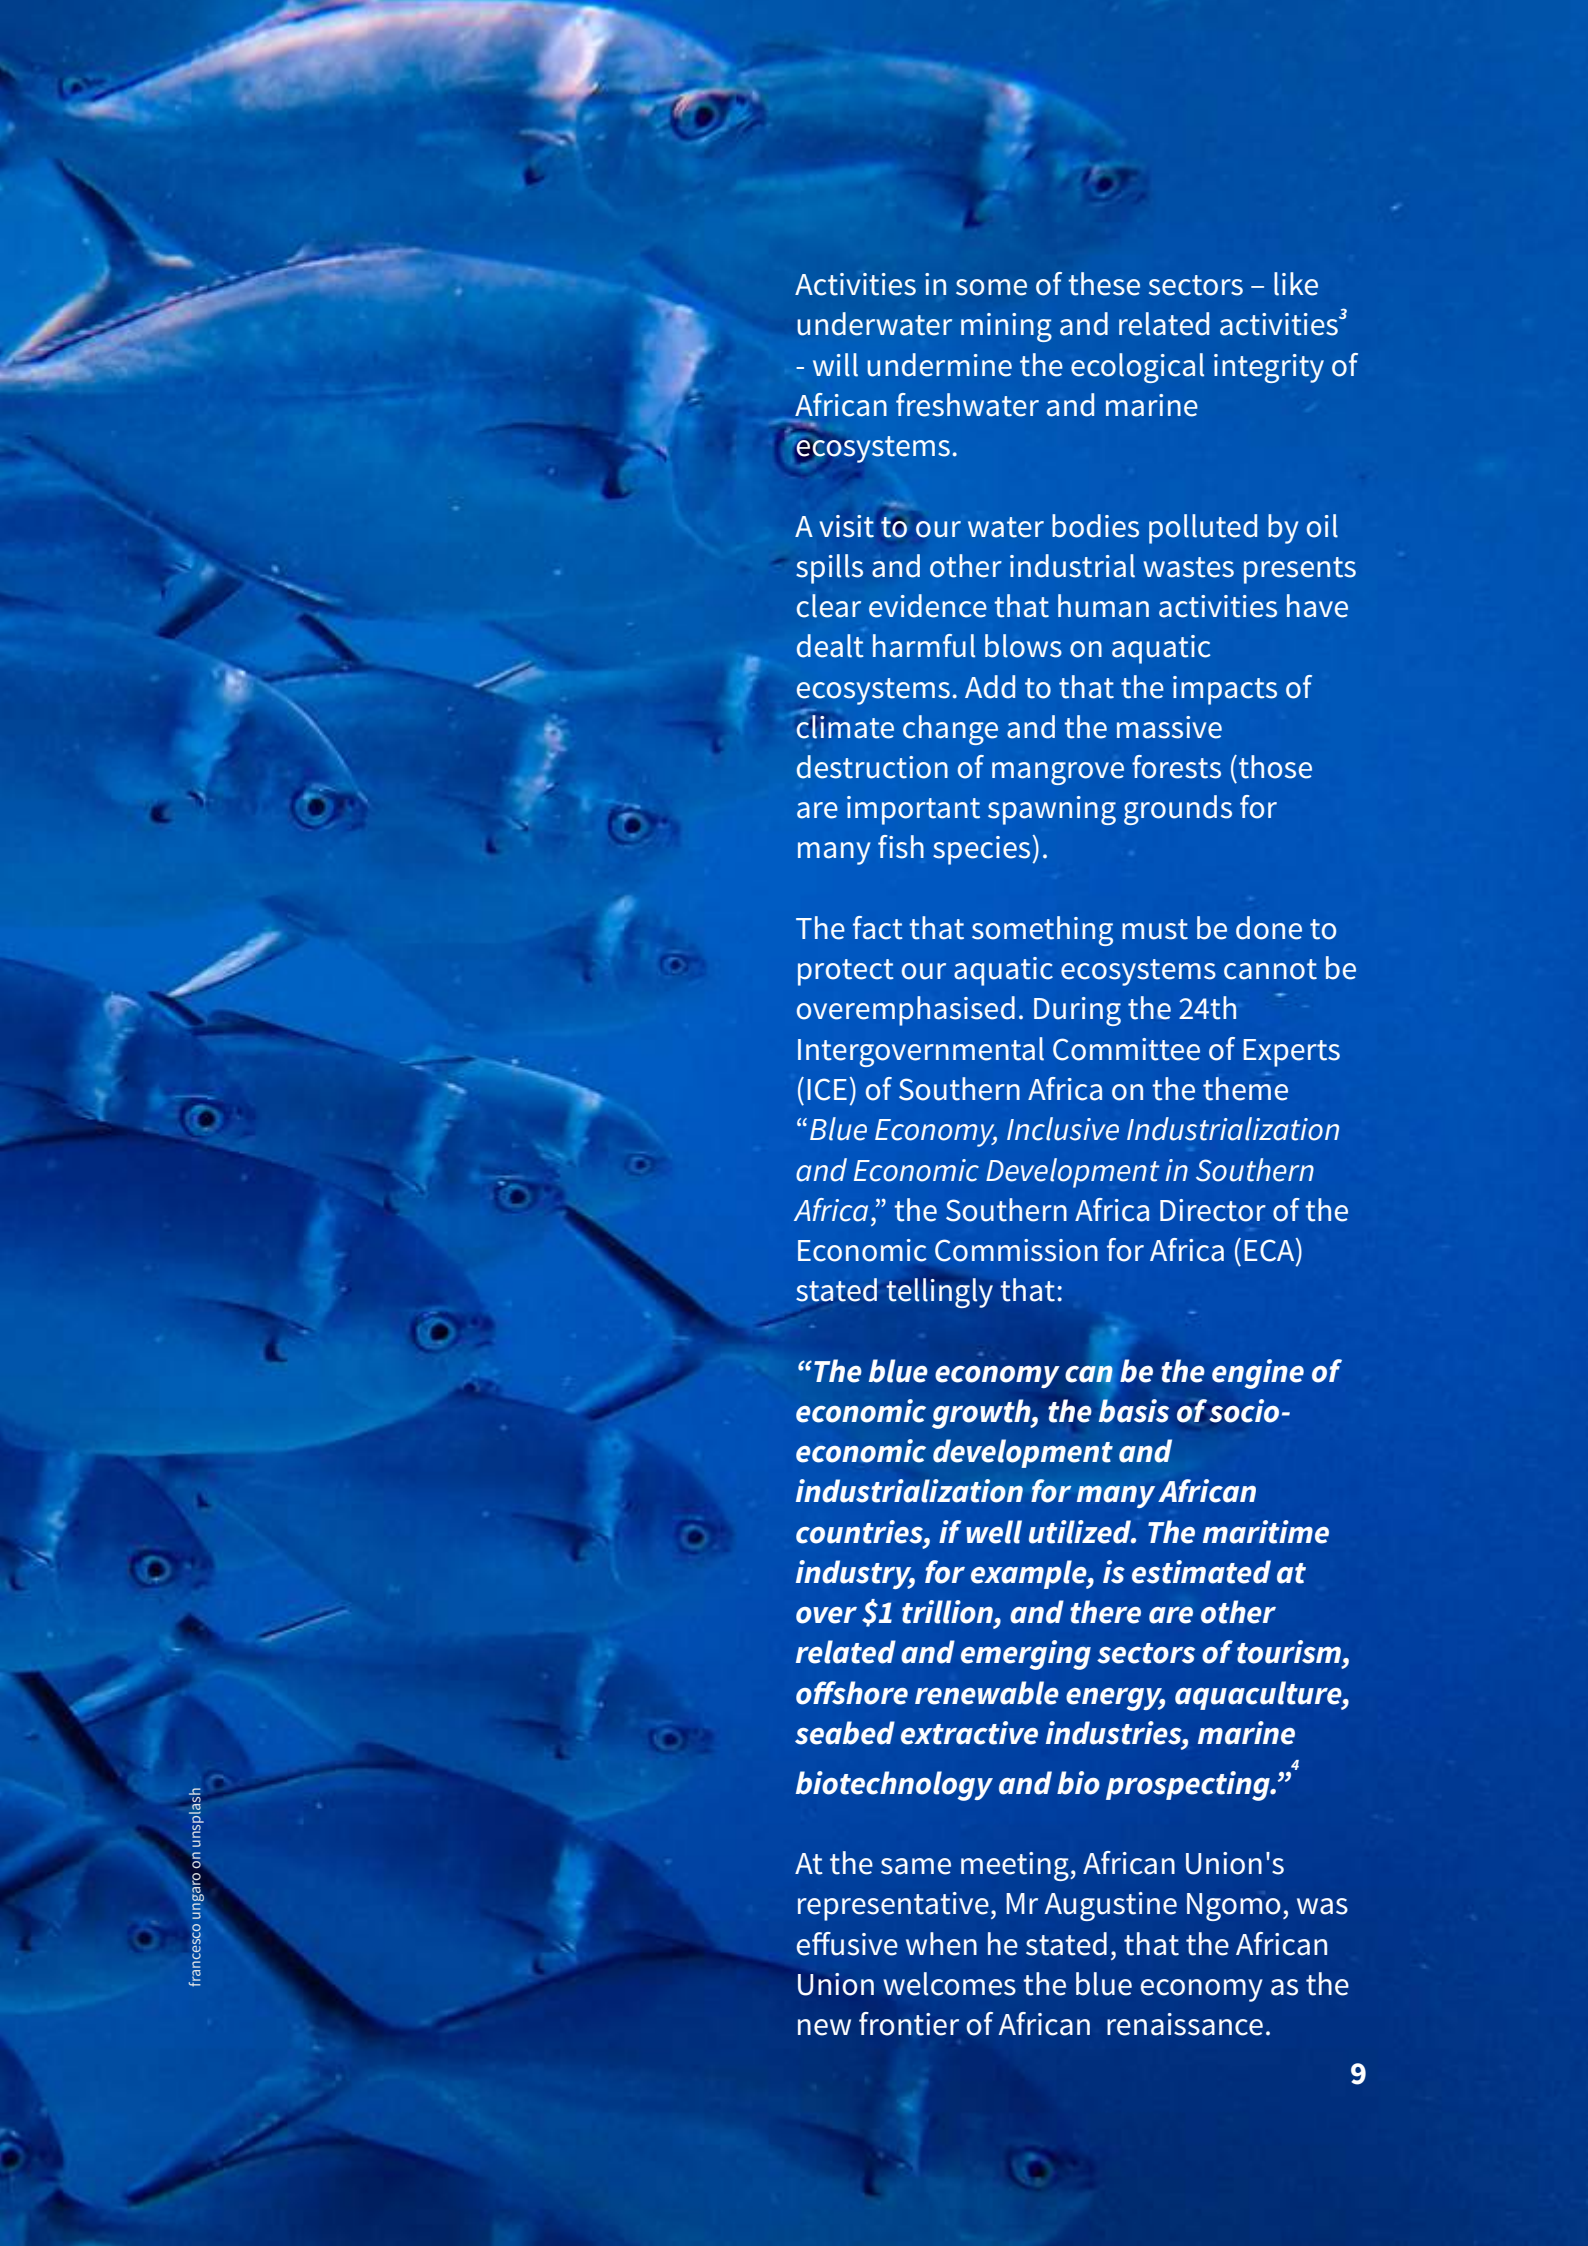 Activities in some of these sectors – like
underwater mining and related activities³
- will undermine the ecological integrity of
African freshwater and marine
ecosystems.
A visit to our water bodies polluted by oil
spills and other industrial wastes presents
clear evidence that human activities have
dealt harmful blows on aquatic
ecosystems. Add to that the impacts of
climate change and the massive
destruction of mangrove forests (those
are important spawning grounds for
many fish species).
The fact that something must be done to
protect our aquatic ecosystems cannot be
overemphasised. During the 24th
Intergovernmental Committee of Experts
(ICE) of Southern Africa on the theme
“Blue Economy, Inclusive Industrialization
and Economic Development in Southern
Africa,” the Southern Africa Director of the
Economic Commission for Africa (ECA)
stated tellingly that:
“The blue economy can be the engine of
economic growth, the basis of socio-
economic development and
industrialization for many African
countries, if well utilized. The maritime
industry, for example, is estimated at
over $1 trillion, and there are other
related and emerging sectors of tourism,
offshore renewable energy, aquaculture,
seabed extractive industries, marine
biotechnology and bio prospecting.”⁴
At the same meeting, African Union's
representative, Mr Augustine Ngomo, was
effusive when he stated, that the African
Union welcomes the blue economy as the
new frontier of African  renaissance.
9
francesco ungaro on unsplash